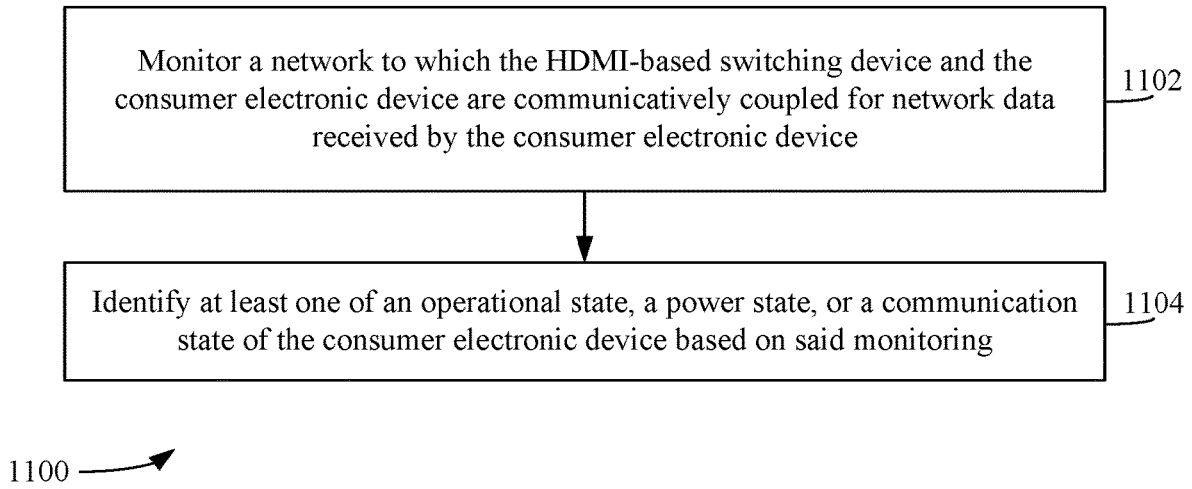 Monitor a network to which the HDMI-based switching device and the
consumer electronic device are communicatively coupled for network data
received by the consumer electronic device
1102
Identify at least one of an operational state, a power state, or a communication
state of the consumer electronic device based on said monitoring
1104
1100